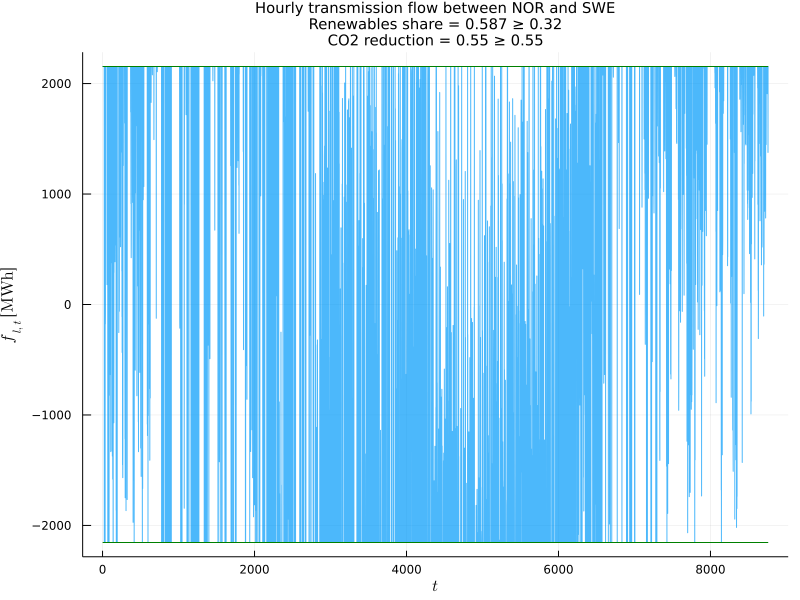 Hourly transmission flow between NOR and SWE
Renewables share = 0.587 ≥ 0.32
CO2 reduction = 0.55 ≥ 0.55
2000
1000
0
−1000
−2000
f l,t [MWh]
0
2000
4000
6000
8000
t